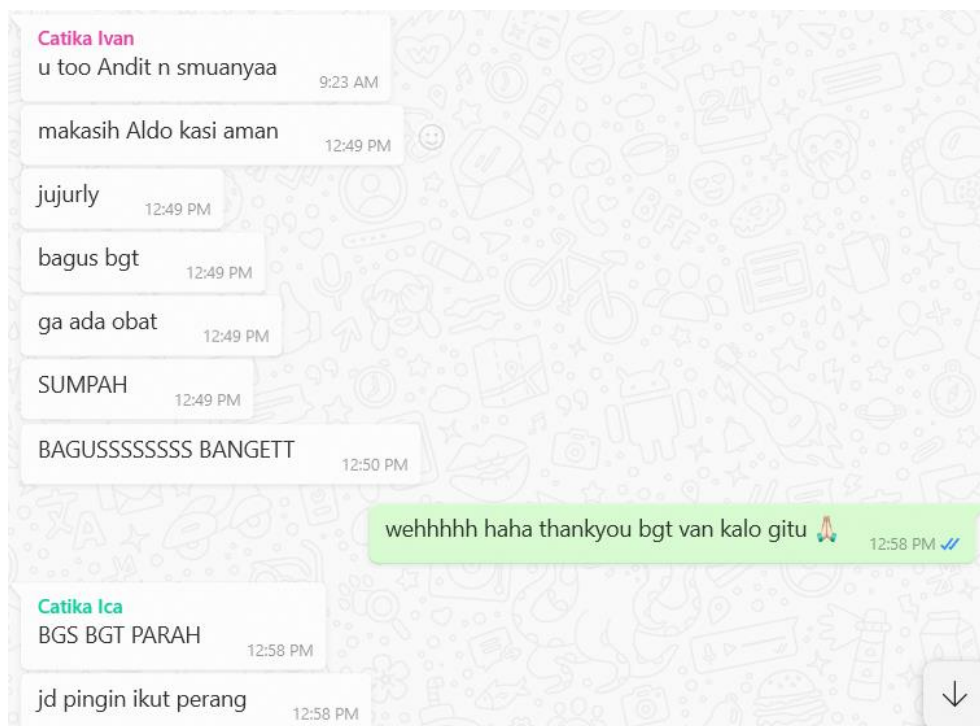 Catika Ivan
u too Andit n smuanyaa
9:23 AM
makasih Aldo kasi aman
12:49 PM
jujurly
12:49 PM
bagus bgt
12:49 PM
ga ada obat
12:49 PM
SUMPAH
12:49 PM
BAGUSSSSSSSS BANGETT
12:50 PM
wehhhhh haha thankyou bgt van kalo gitu 🙏🏻
12:58 PM
Catika Ica
BGS BGT PARAH
12:58 PM
jd pingin ikut perang
12:58 PM